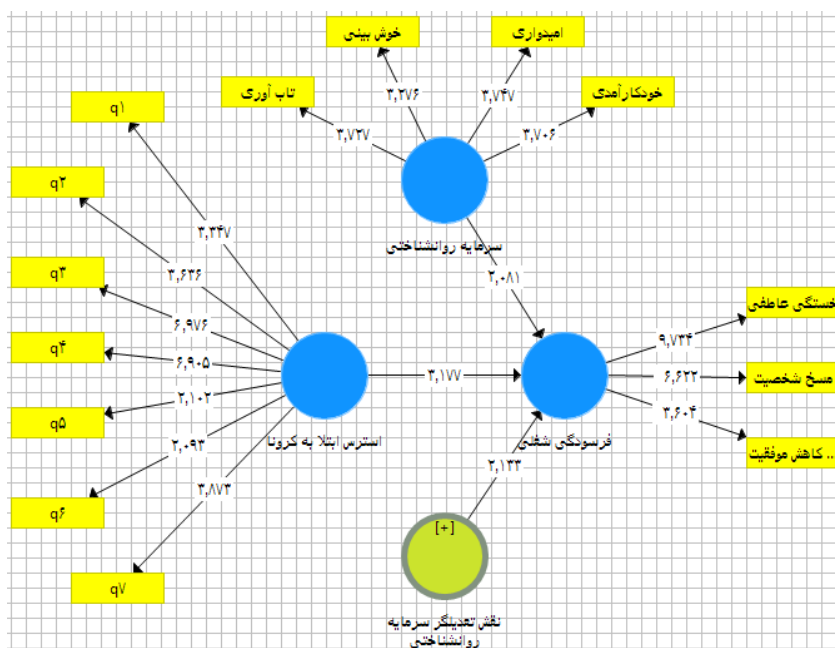 خوش بینی
امیدواری
تاب آوری
خودکارآمدی
۳,۲۷۶
۳,۷۴۷
۳,۷۲۷
۳,۷۰۶
q۱
q۲
q۳
q۴
q۵
q۶
q۷
۳,۳۴۷
۳,۶۳۶
۶,۹۷۶
۶,۹۰۵
۲,۱۰۲
۲,۰۹۳
۳,۸۷۳
سرمایه روانشناختی
۲,۰۸۱
۳,۱۷۷
استرس ابتلا به کرونا
فرسودگی شغلی
۲,۱۳۳
۹,۷۳۴
۶,۶۲۲
۳,۶۰۴
خستگی عاطفی
مسخ شخصیت
کاهش موفقیت ..
[+]
نقش تعدیلگر سرمایه
روانشناختی